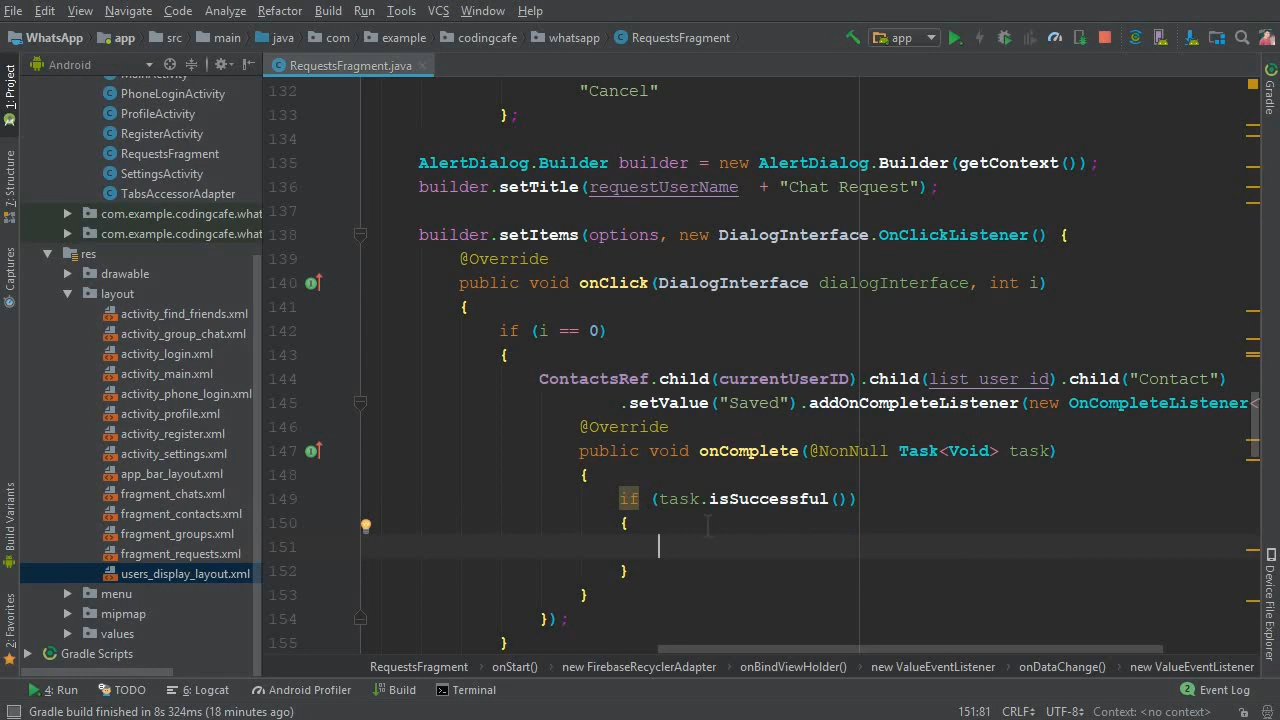 File Edit View Navigate Code Analyze Refactor Build Run Tools VCS Window Help
WhatsApp app src main java com example codingcafe whatsapp RequestsFragment app
1: Project Android RequestsFragment.java
7: Structure
Captures
Build Variants
2: Favorites
MainActivity
PhoneLoginActivity
ProfileActivity
RegisterActivity
RequestsFragment
SettingsActivity
TabsAccessorAdapter
com.example.codingcafe.what
com.example.codingcafe.what
res
drawable
layout
activity_find_friends.xml
activity_group_chat.xml
activity_login.xml
activity_main.xml
activity_phone_login.xml
activity_profile.xml
activity_register.xml
activity_settings.xml
app_bar_layout.xml
fragment_chats.xml
fragment_contacts.xml
fragment_groups.xml
fragment_requests.xml
users_display_layout.xml
menu
mipmap
values
Gradle Scripts
132 "Cancel"
133 };
134
135 AlertDialog.Builder builder = new AlertDialog.Builder(getContext());
136 builder.setTitle(requestUserName + "Chat Request");
137
138 builder.setItems(options, new DialogInterface.OnClickListener() {
139 @Override
140 public void onClick(DialogInterface dialogInterface, int i)
141 {
142 if (i == 0)
143 {
144 ContactsRef.child(currentUserID).child(list_user_id).child("Contact")
145 .setValue("Saved").addOnCompleteListener(new OnCompleteListener<
146 @Override
147 public void onComplete(@NonNull Task<Void> task)
148 {
149 if (task.isSuccessful())
150 {
151
152 }
153 }
154 });
155 }
Gradle
Device File Explorer
RequestsFragment onStart() new FirebaseRecyclerAdapter onBindViewHolder() new ValueEventListener onDataChange() new ValueEventListener
4: Run TODO 6: Logcat Android Profiler Build Terminal 2 Event Log
Gradle build finished in 8s 324ms (18 minutes ago) 151:81 CRLF÷ UTF-8÷ Context: <no context>